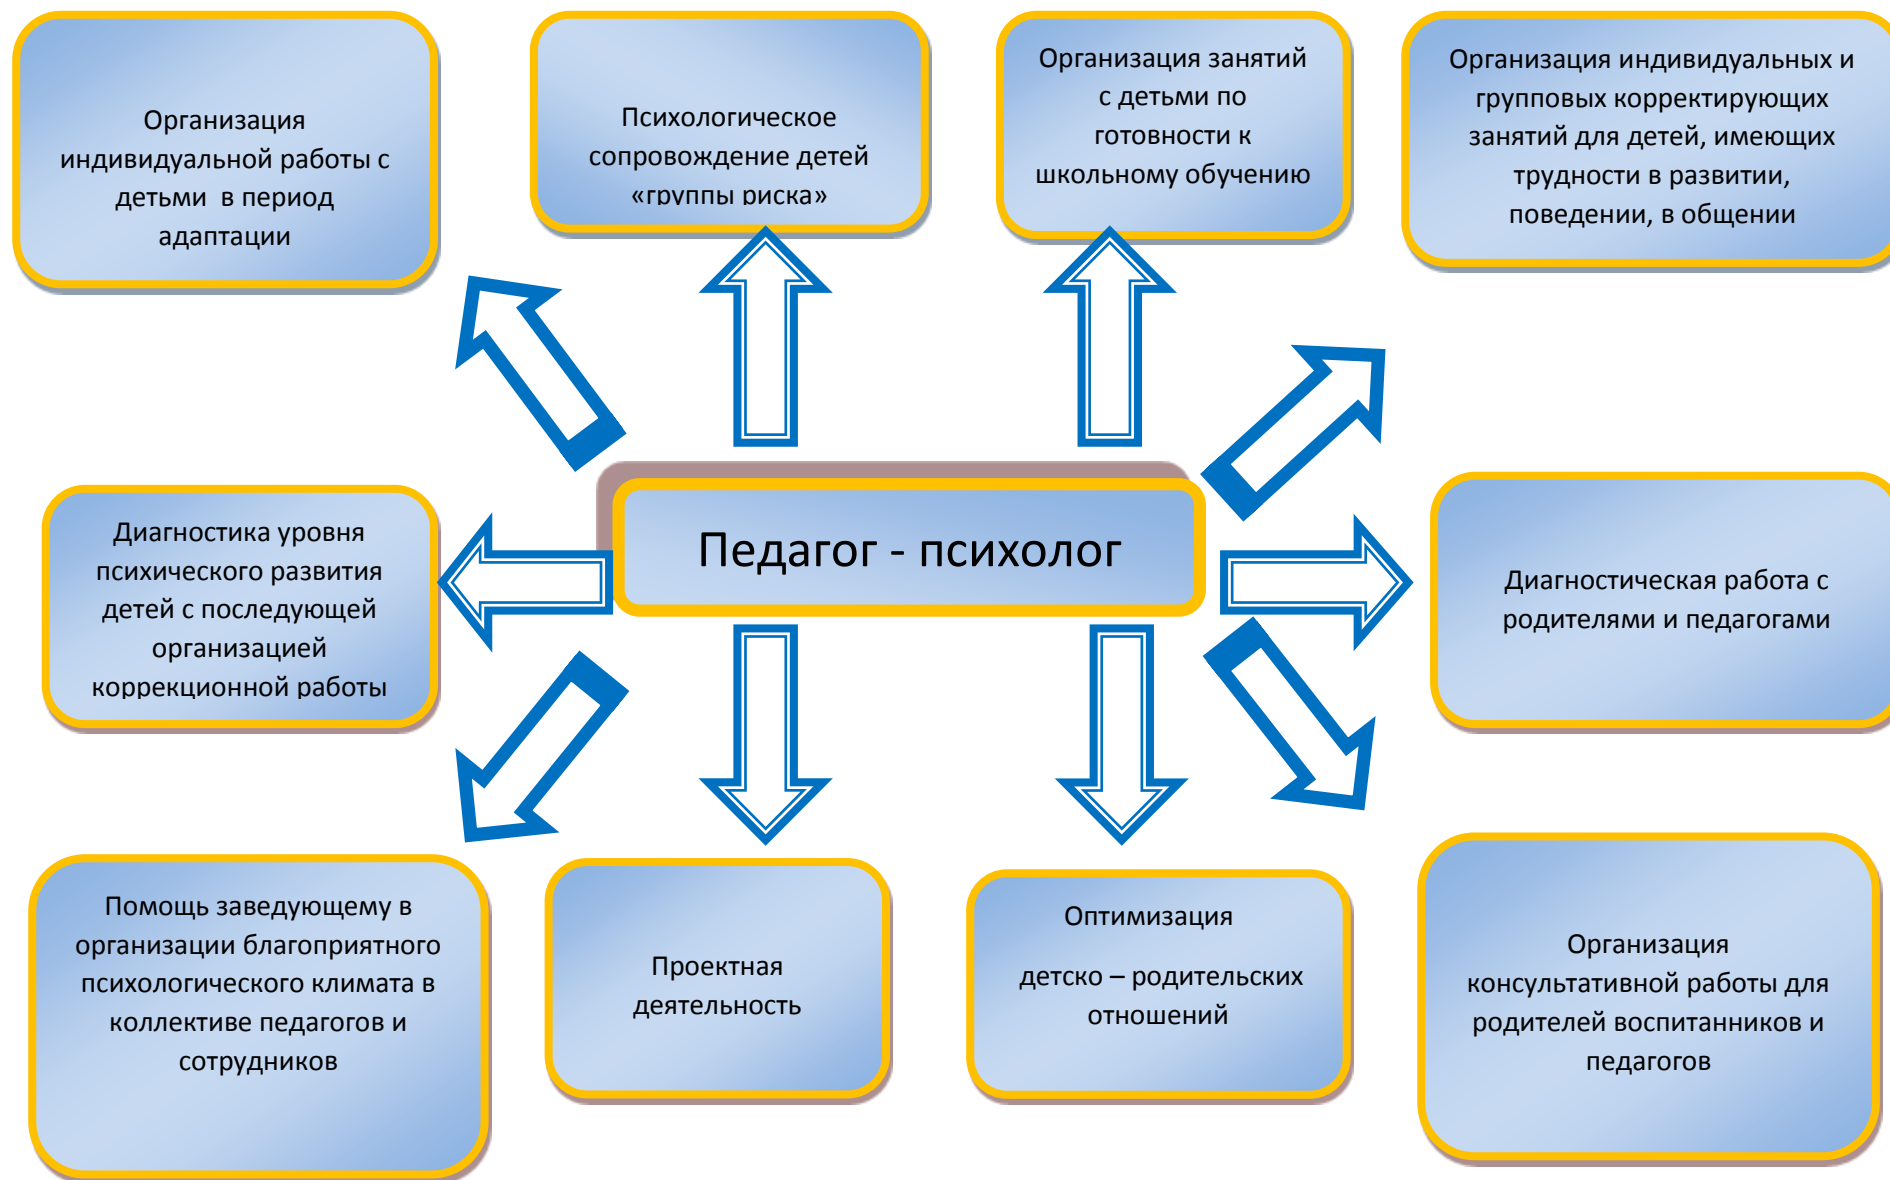 Организация
индивидуальной работы с
детьми в период
адаптации
Психологическое
сопровождение детей
«группы риска»
Организация занятий
с детьми по
готовности к
школьному обучению
Организация индивидуальных и
групповых корректирующих
занятий для детей, имеющих
трудности в развитии,
поведении, в общении
Диагностика уровня
психического развития
детей с последующей
организацией
коррекционной работы
Педагог - психолог
Диагностическая работа с
родителями и педагогами
Помощь заведующему в
организации благоприятного
психологического климата в
коллективе педагогов и
сотрудников
Проектная
деятельность
Оптимизация
детско – родительских
отношений
Организация
консультативной работы для
родителей воспитанников и
педагогов